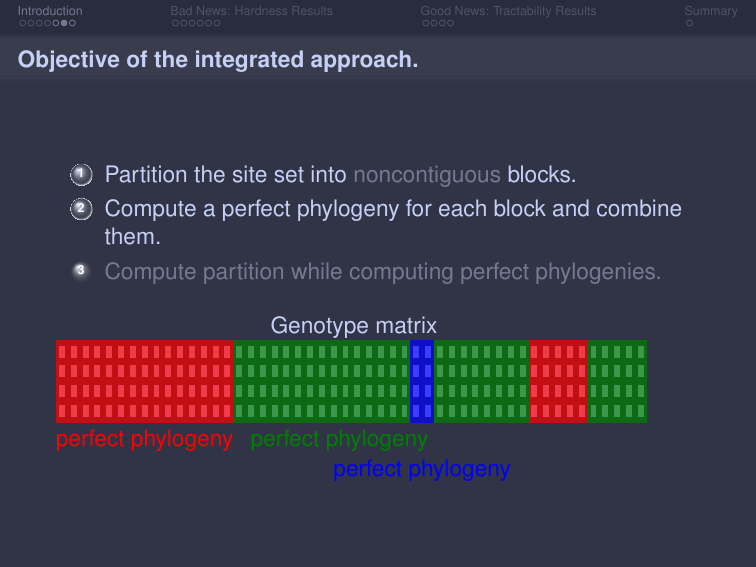 Introduction
Bad News: Hardness Results
Good News: Tractability Results
Summary
Objective of the integrated approach.
1 Partition the site set into noncontiguous blocks.
2 Compute a perfect phylogeny for each block and combine
them.
3 Compute partition while computing perfect phylogenies.
Genotype matrix
perfect phylogeny perfect phylogeny
perfect phylogeny